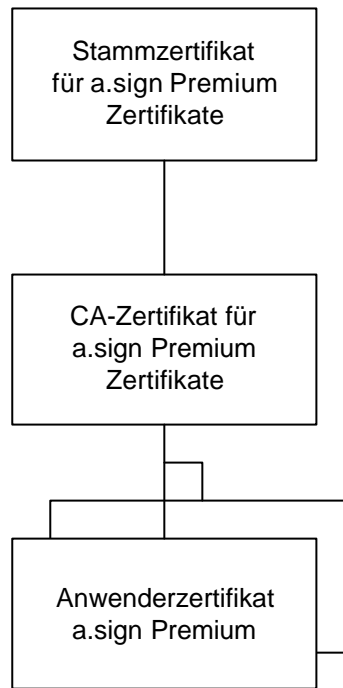 Stammzertifikat
für a.sign Premium
Zertifikate
CA-Zertifikat für
a.sign Premium
Zertifikate
Anwenderzertifikat
a.sign Premium